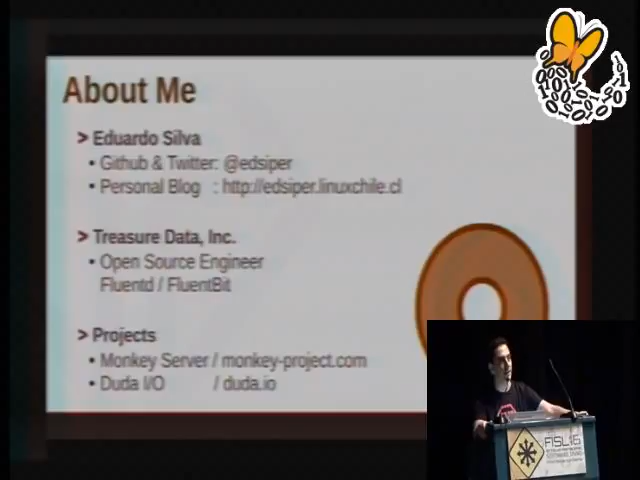 About Me
> Eduardo Silva
• Github & Twitter: @edsiper
• Personal Blog : http://edsiper.linuxchile.cl
> Treasure Data, Inc.
• Open Source Engineer
Fluentd / FluentBit
> Projects
• Monkey Server / monkey-project.com
• Duda I/O / duda.io
FISL16